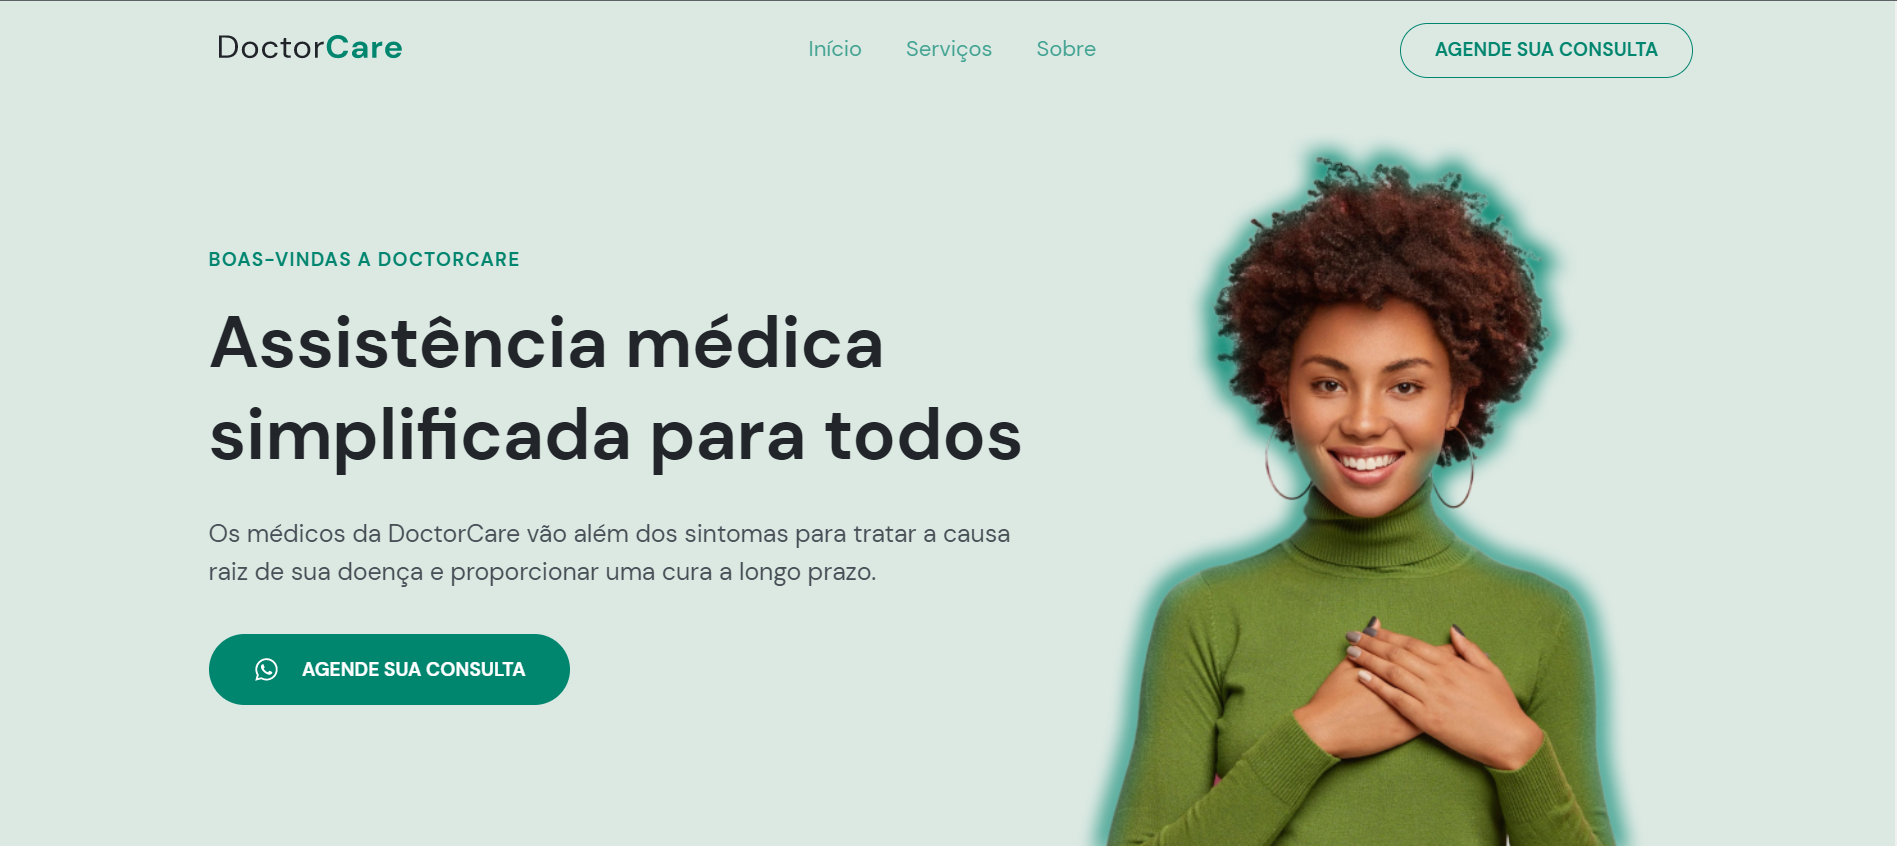 DoctorCare
Início
Serviços
Sobre
AGENDE SUA CONSULTA
BOAS-VINDAS A DOCTORCARE
Assistência médica
simplificada para todos
Os médicos da DoctorCare vão além dos sintomas para tratar a causa
raiz de sua doença e proporcionar uma cura a longo prazo.
AGENDE SUA CONSULTA